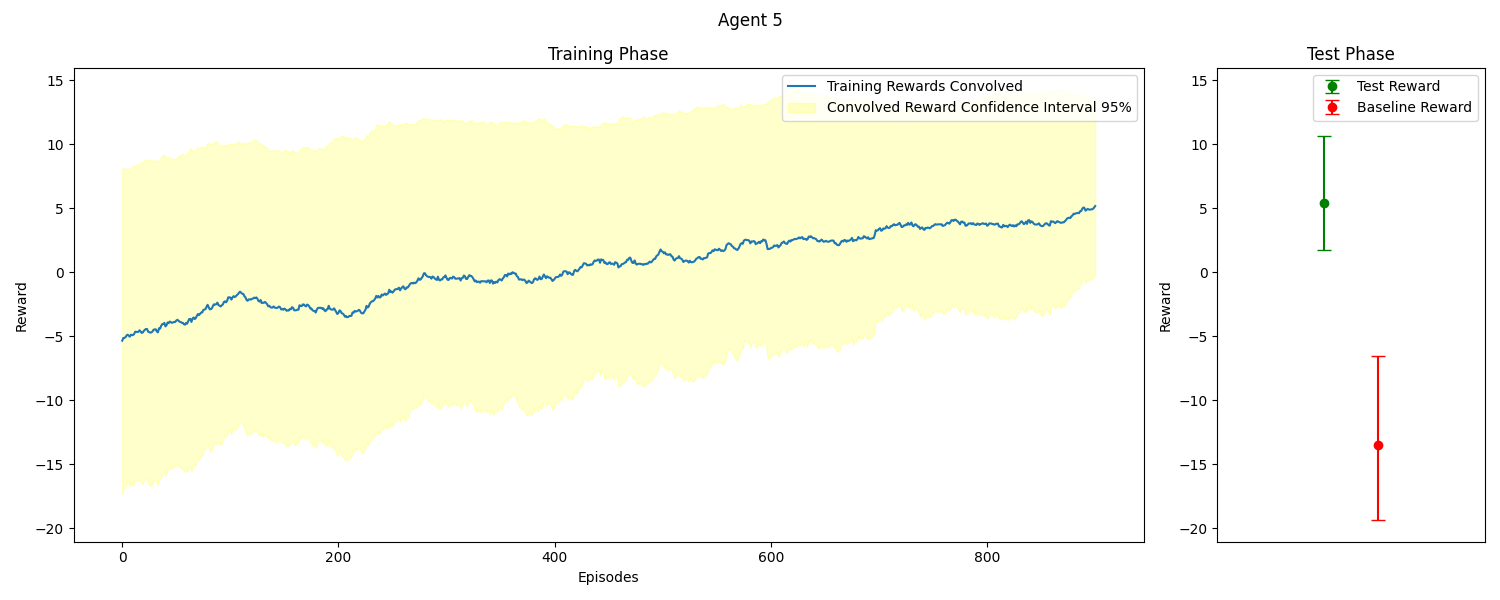 Agent 5
Training Phase
Training Rewards Convolved
Convolved Reward Confidence Interval 95%
Reward
15
10
5
0
−5
−10
−15
−20
0
200
400
600
800
Episodes
Test Phase
Test Reward
Baseline Reward
Reward
15
10
5
0
−5
−10
−15
−20